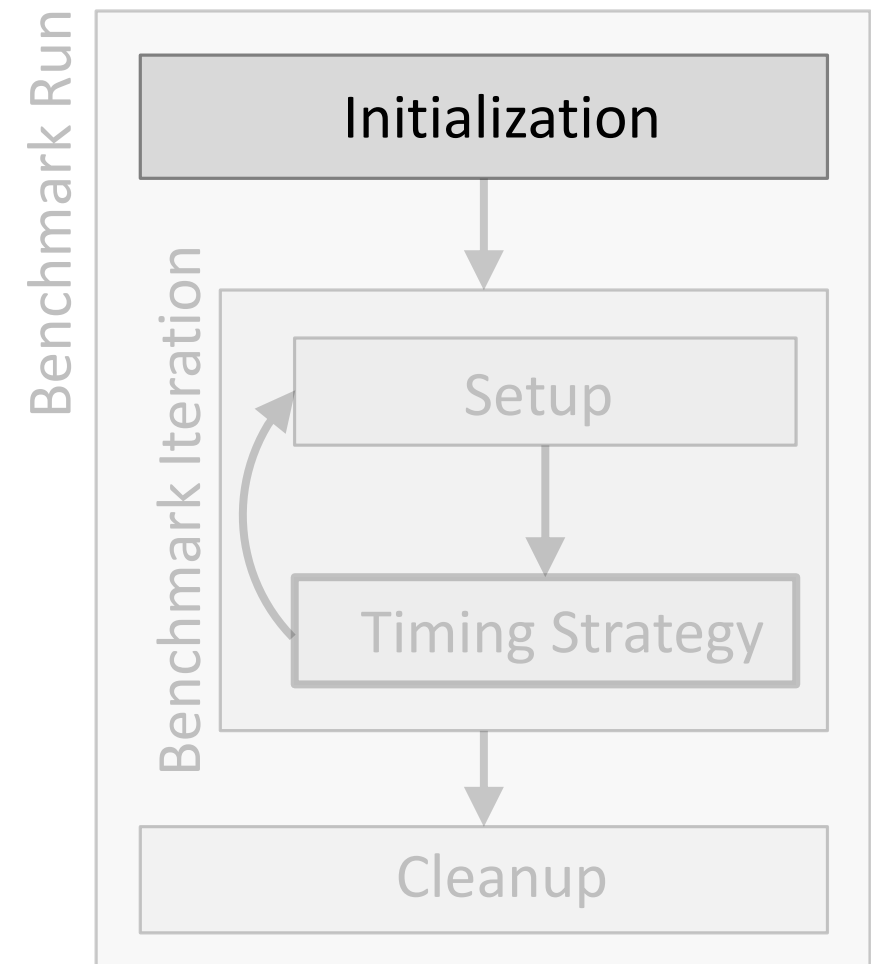 Benchmark Run
Initialization
Benchmark Iteration
Setup
Timing Strategy
Cleanup